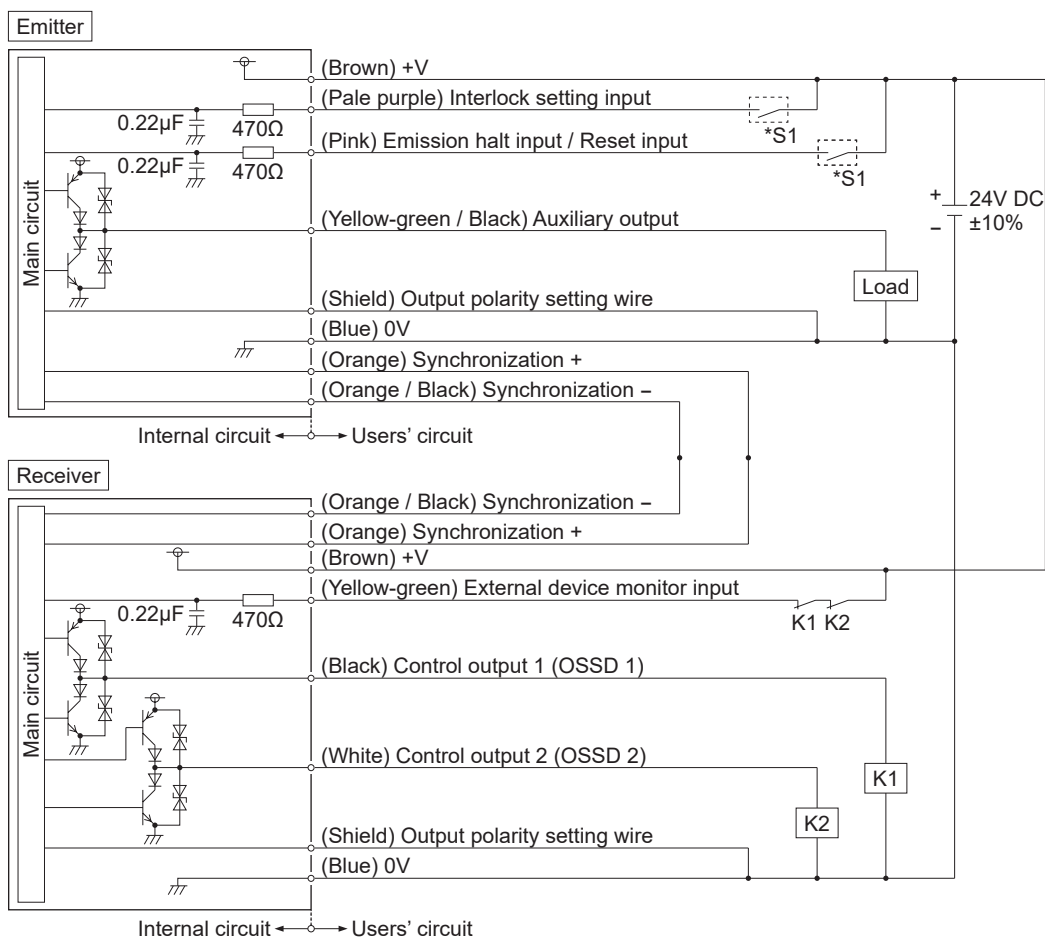 Emitter
(Brown) +V
(Pale purple) Interlock setting input
0.22μF
470Ω
*S1
(Pink) Emission halt input / Reset input
0.22μF
470Ω
*S1
Main circuit
+
−
24V DC
±10%
(Yellow-green / Black) Auxiliary output
Load
(Shield) Output polarity setting wire
(Blue) 0V
(Orange) Synchronization +
(Orange / Black) Synchronization −
Internal circuit
Users' circuit
Receiver
(Orange / Black) Synchronization −
(Orange) Synchronization +
(Brown) +V
(Yellow-green) External device monitor input
0.22μF
470Ω
K1 K2
Main circuit
(Black) Control output 1 (OSSD 1)
(White) Control output 2 (OSSD 2)
K1
K2
(Shield) Output polarity setting wire
(Blue) 0V
Internal circuit
Users' circuit